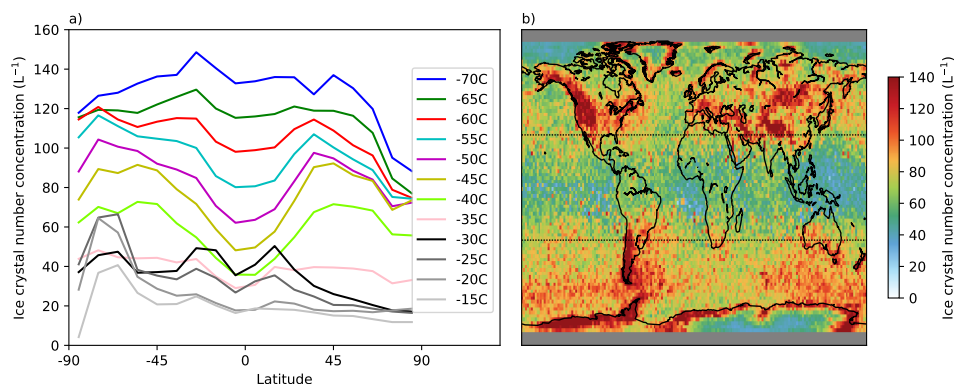 a)
Ice crystal number concentration (L⁻¹)
160
140
120
100
80
60
40
20
0
-90
-45
0
45
90
Latitude
-70C
-65C
-60C
-55C
-50C
-45C
-40C
-35C
-30C
-25C
-20C
-15C
b)
140
120
100
80
60
40
20
0
Ice crystal number concentration (L⁻¹)